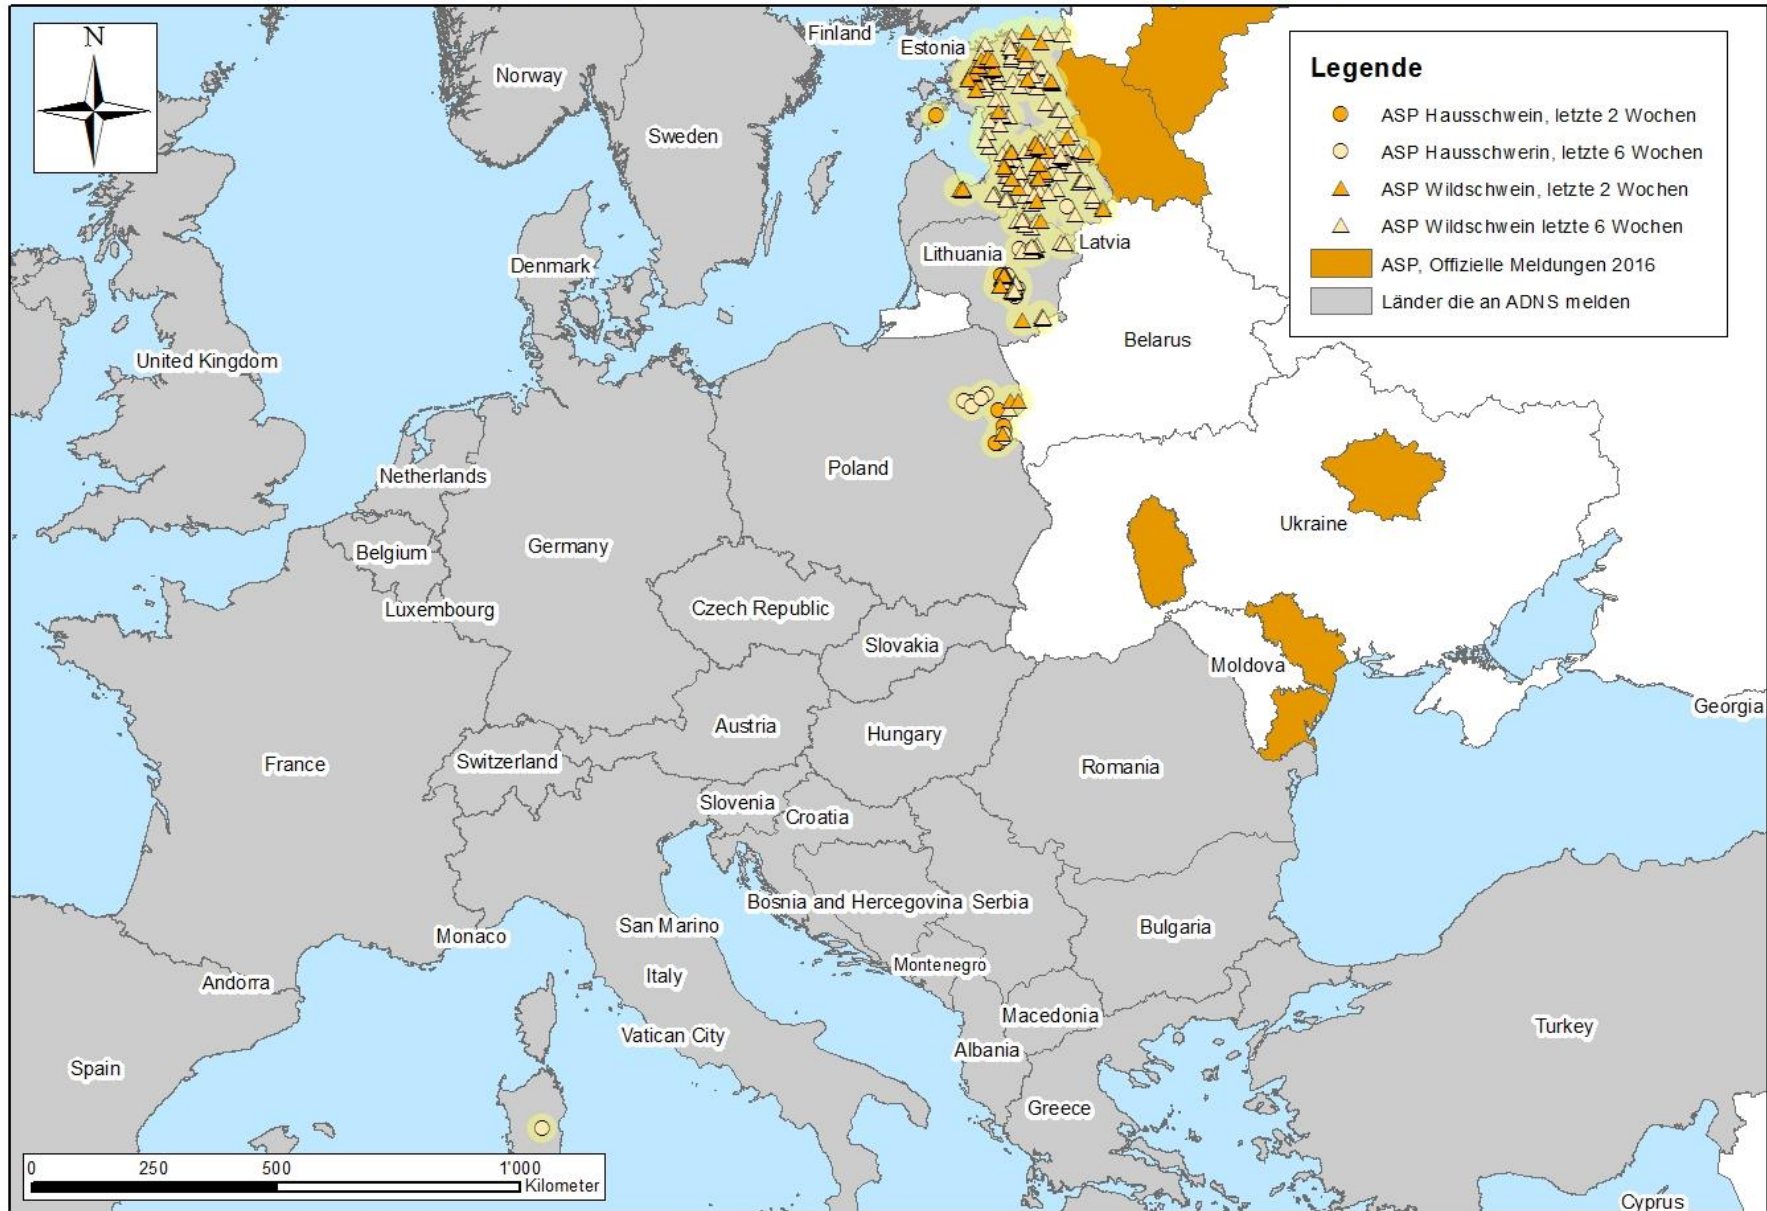 N
Legende
ASP Hausschwein, letzte 2 Wochen
ASP Hausschwerin, letzte 6 Wochen
ASP Wildschwein, letzte 2 Wochen
ASP Wildschwein letzte 6 Wochen
ASP, Offizielle Meldungen 2016
Länder die an ADNS melden
Finland
Estonia
Norway
Sweden
Latvia
Lithuania
Denmark
Belarus
United Kingdom
Netherlands
Poland
Ukraine
Belgium
Germany
Luxembourg
Czech Republic
Slovakia
Moldova
Georgia
Austria
Hungary
France
Switzerland
Romania
Slovenia
Croatia
Bosnia and Hercegovina
Serbia
San Marino
Bulgaria
Monaco
Montenegro
Italy
Andorra
Macedonia
Turkey
Vatican City
Albania
Spain
Greece
0 250 500 1'000
Kilometer
Cyprus